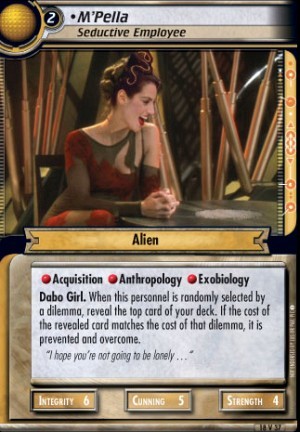 2
•M'Pella
Seductive Employee
Alien
•Acquisition •Anthropology •Exobiology
Dabo Girl. When this personnel is randomly selected by
a dilemma, reveal the top card of your deck. If the cost of
the revealed card matches the cost of that dilemma, it is
prevented and overcome.
"I hope you're not going to be lonely ..."
INTEGRITY 6 CUNNING 5 STRENGTH 4
18 V 37